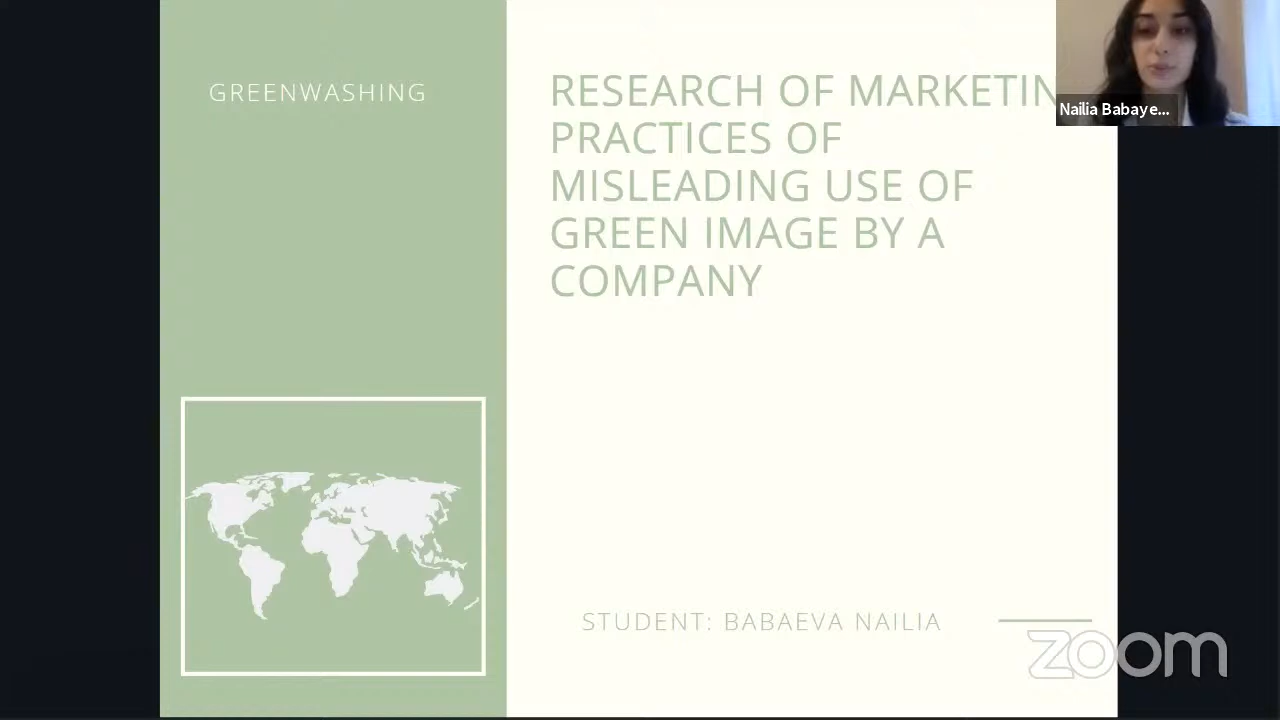 GREENWASHING
RESEARCH OF MARKETIN
PRACTICES OF
MISLEADING USE OF
GREEN IMAGE BY A
COMPANY
STUDENT: BABAEVA NAILIA
Nailia Babaye...
zoom